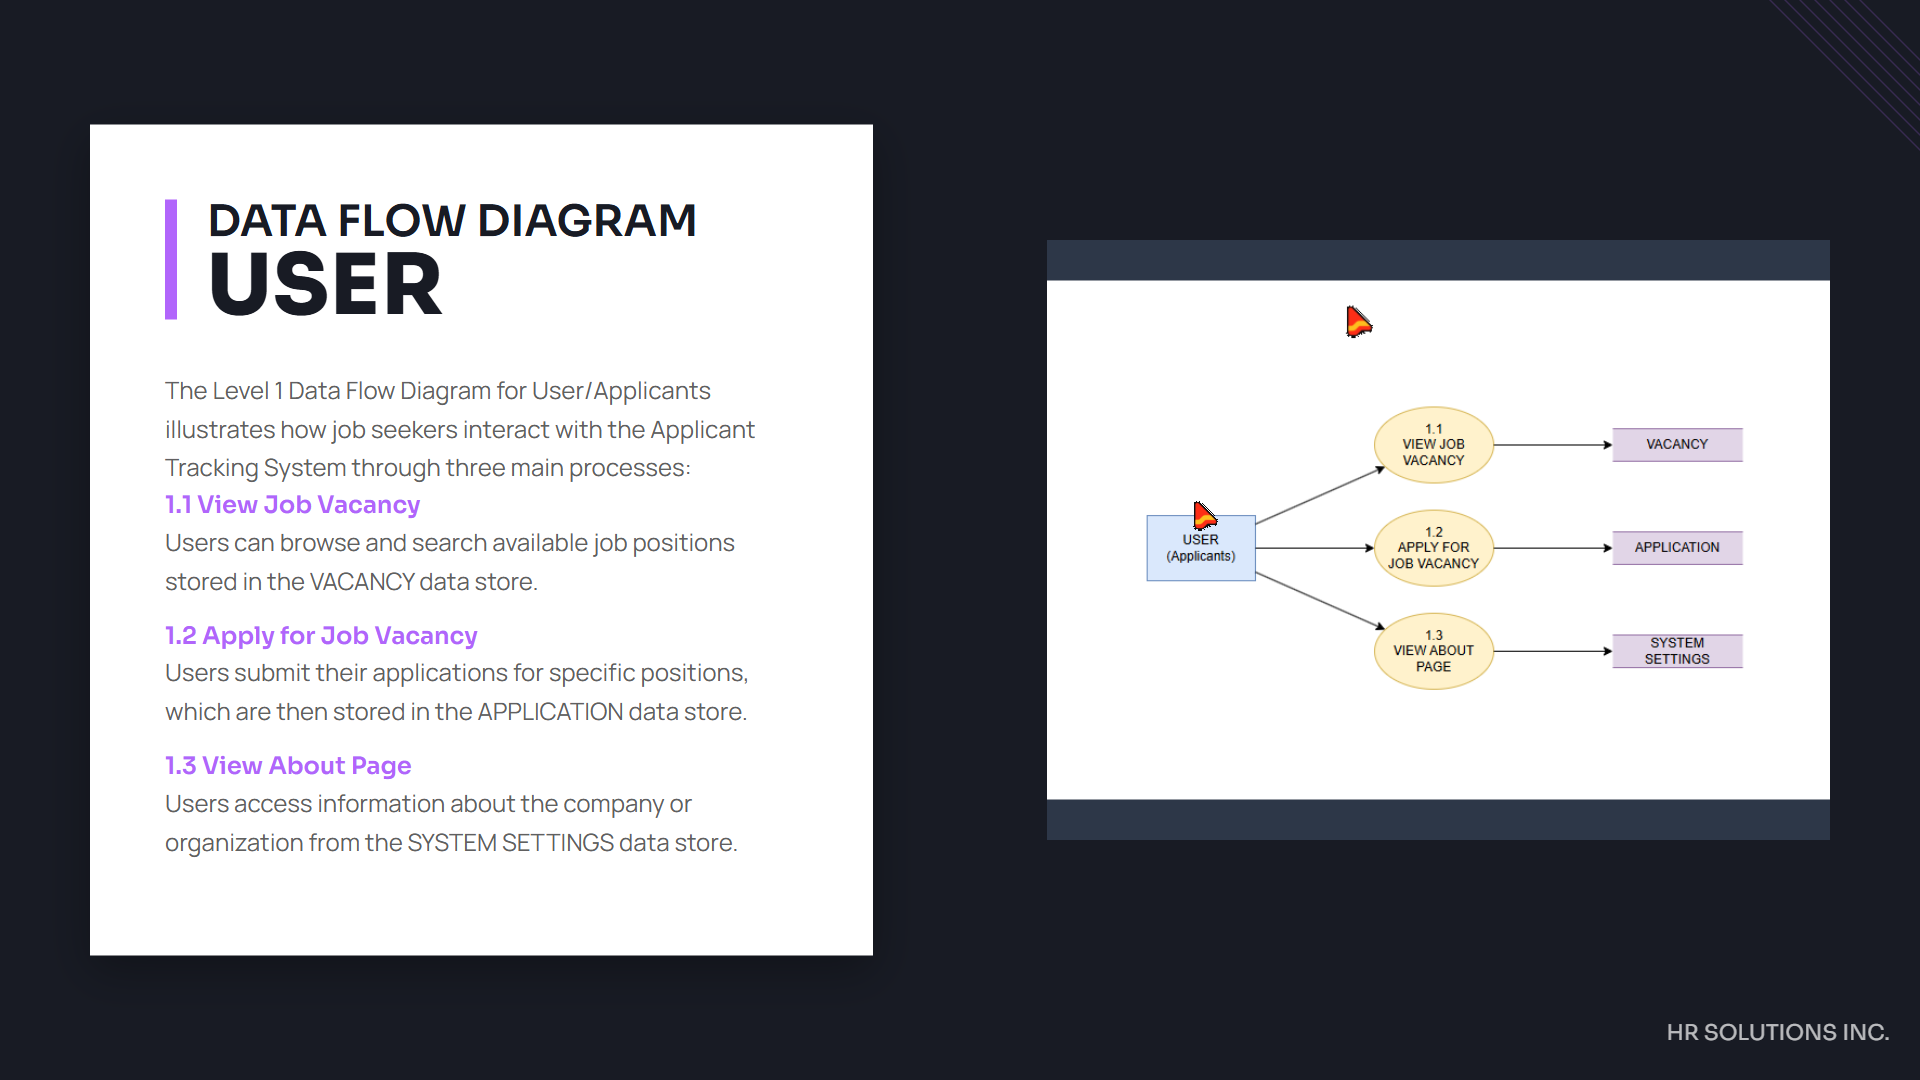 DATA FLOW DIAGRAM
USER
The Level 1 Data Flow Diagram for User/Applicants
illustrates how job seekers interact with the Applicant
Tracking System through three main processes:
1.1 View Job Vacancy
Users can browse and search available job positions
stored in the VACANCY data store.
1.2 Apply for Job Vacancy
Users submit their applications for specific positions,
which are then stored in the APPLICATION data store.
1.3 View About Page
Users access information about the company or
organization from the SYSTEM SETTINGS data store.
USER
(Applicants)
1.1
VIEW JOB
VACANCY
VACANCY
1.2
APPLY FOR
JOB VACANCY
APPLICATION
1.3
VIEW ABOUT
PAGE
SYSTEM
SETTINGS
HR SOLUTIONS INC.